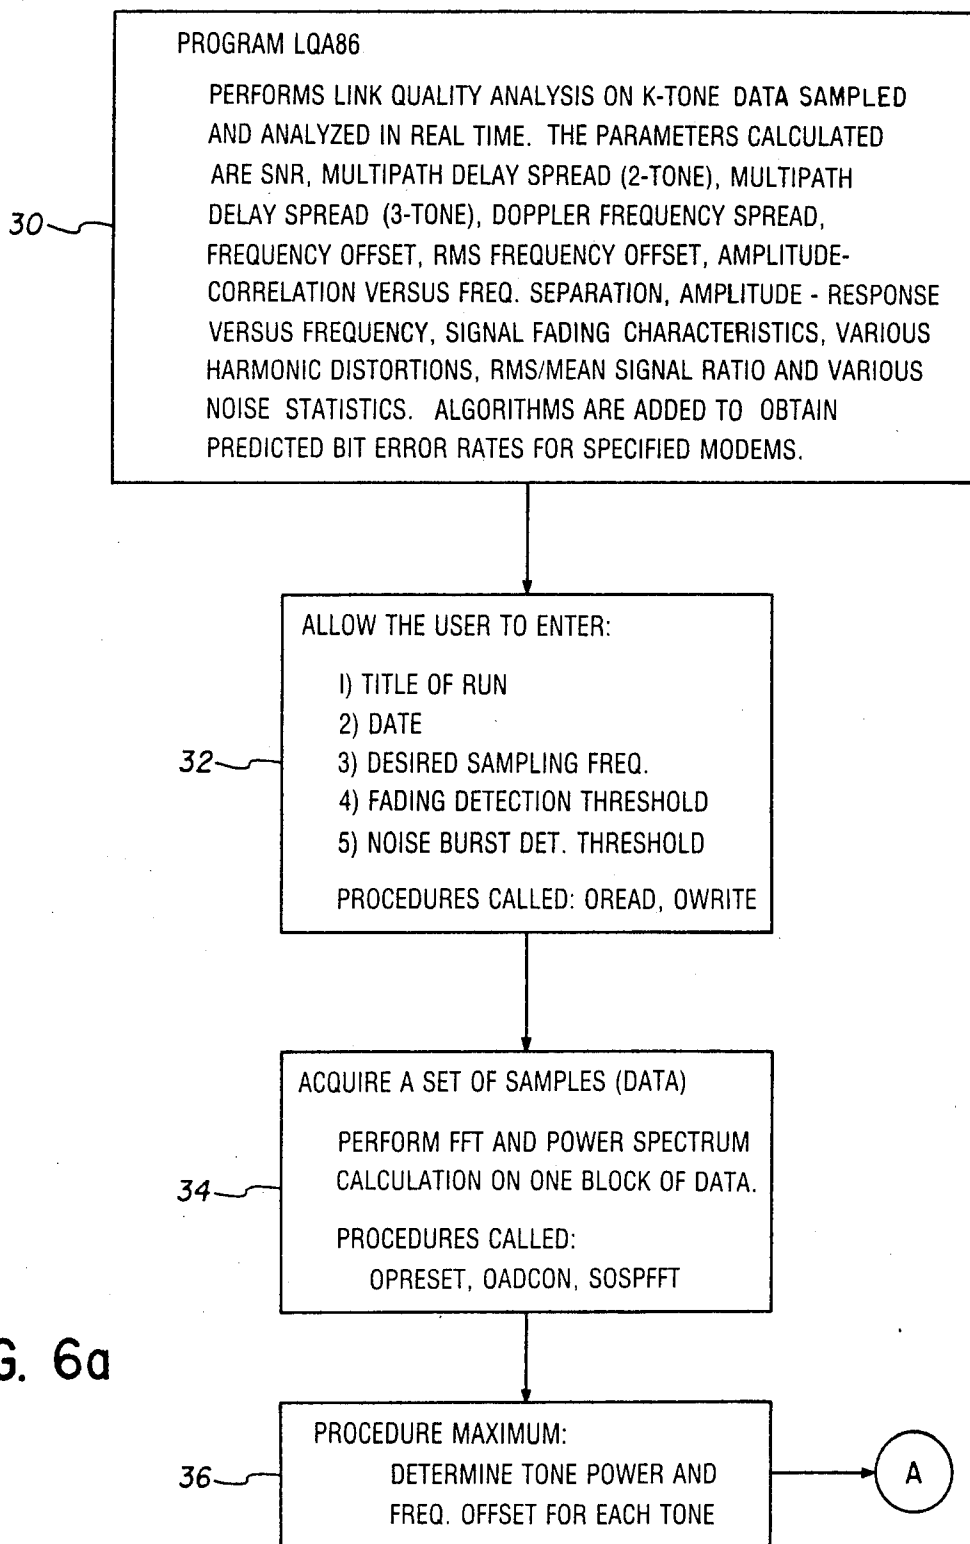 PROGRAM LQA86
PERFORMS LINK QUALITY ANALYSIS ON K-TONE DATA SAMPLED
AND ANALYZED IN REAL TIME. THE PARAMETERS CALCULATED
ARE SNR, MULTIPATH DELAY SPREAD (2-TONE), MULTIPATH
DELAY SPREAD (3-TONE), DOPPLER FREQUENCY SPREAD,
FREQUENCY OFFSET, RMS FREQUENCY OFFSET, AMPLITUDE-
CORRELATION VERSUS FREQ. SEPARATION, AMPLITUDE - RESPONSE
VERSUS FREQUENCY, SIGNAL FADING CHARACTERISTICS, VARIOUS
HARMONIC DISTORTIONS, RMS/MEAN SIGNAL RATIO AND VARIOUS
NOISE STATISTICS. ALGORITHMS ARE ADDED TO OBTAIN
PREDICTED BIT ERROR RATES FOR SPECIFIED MODEMS.
30
ALLOW THE USER TO ENTER:
1) TITLE OF RUN
2) DATE
3) DESIRED SAMPLING FREQ.
4) FADING DETECTION THRESHOLD
5) NOISE BURST DET. THRESHOLD
PROCEDURES CALLED: OREAD, OWRITE
32
ACQUIRE A SET OF SAMPLES (DATA)
PERFORM FFT AND POWER SPECTRUM
CALCULATION ON ONE BLOCK OF DATA.
PROCEDURES CALLED:
OPRESET, OADCON, SOSPFFT
34
G. 6a
PROCEDURE MAXIMUM:
DETERMINE TONE POWER AND
FREQ. OFFSET FOR EACH TONE
36
A